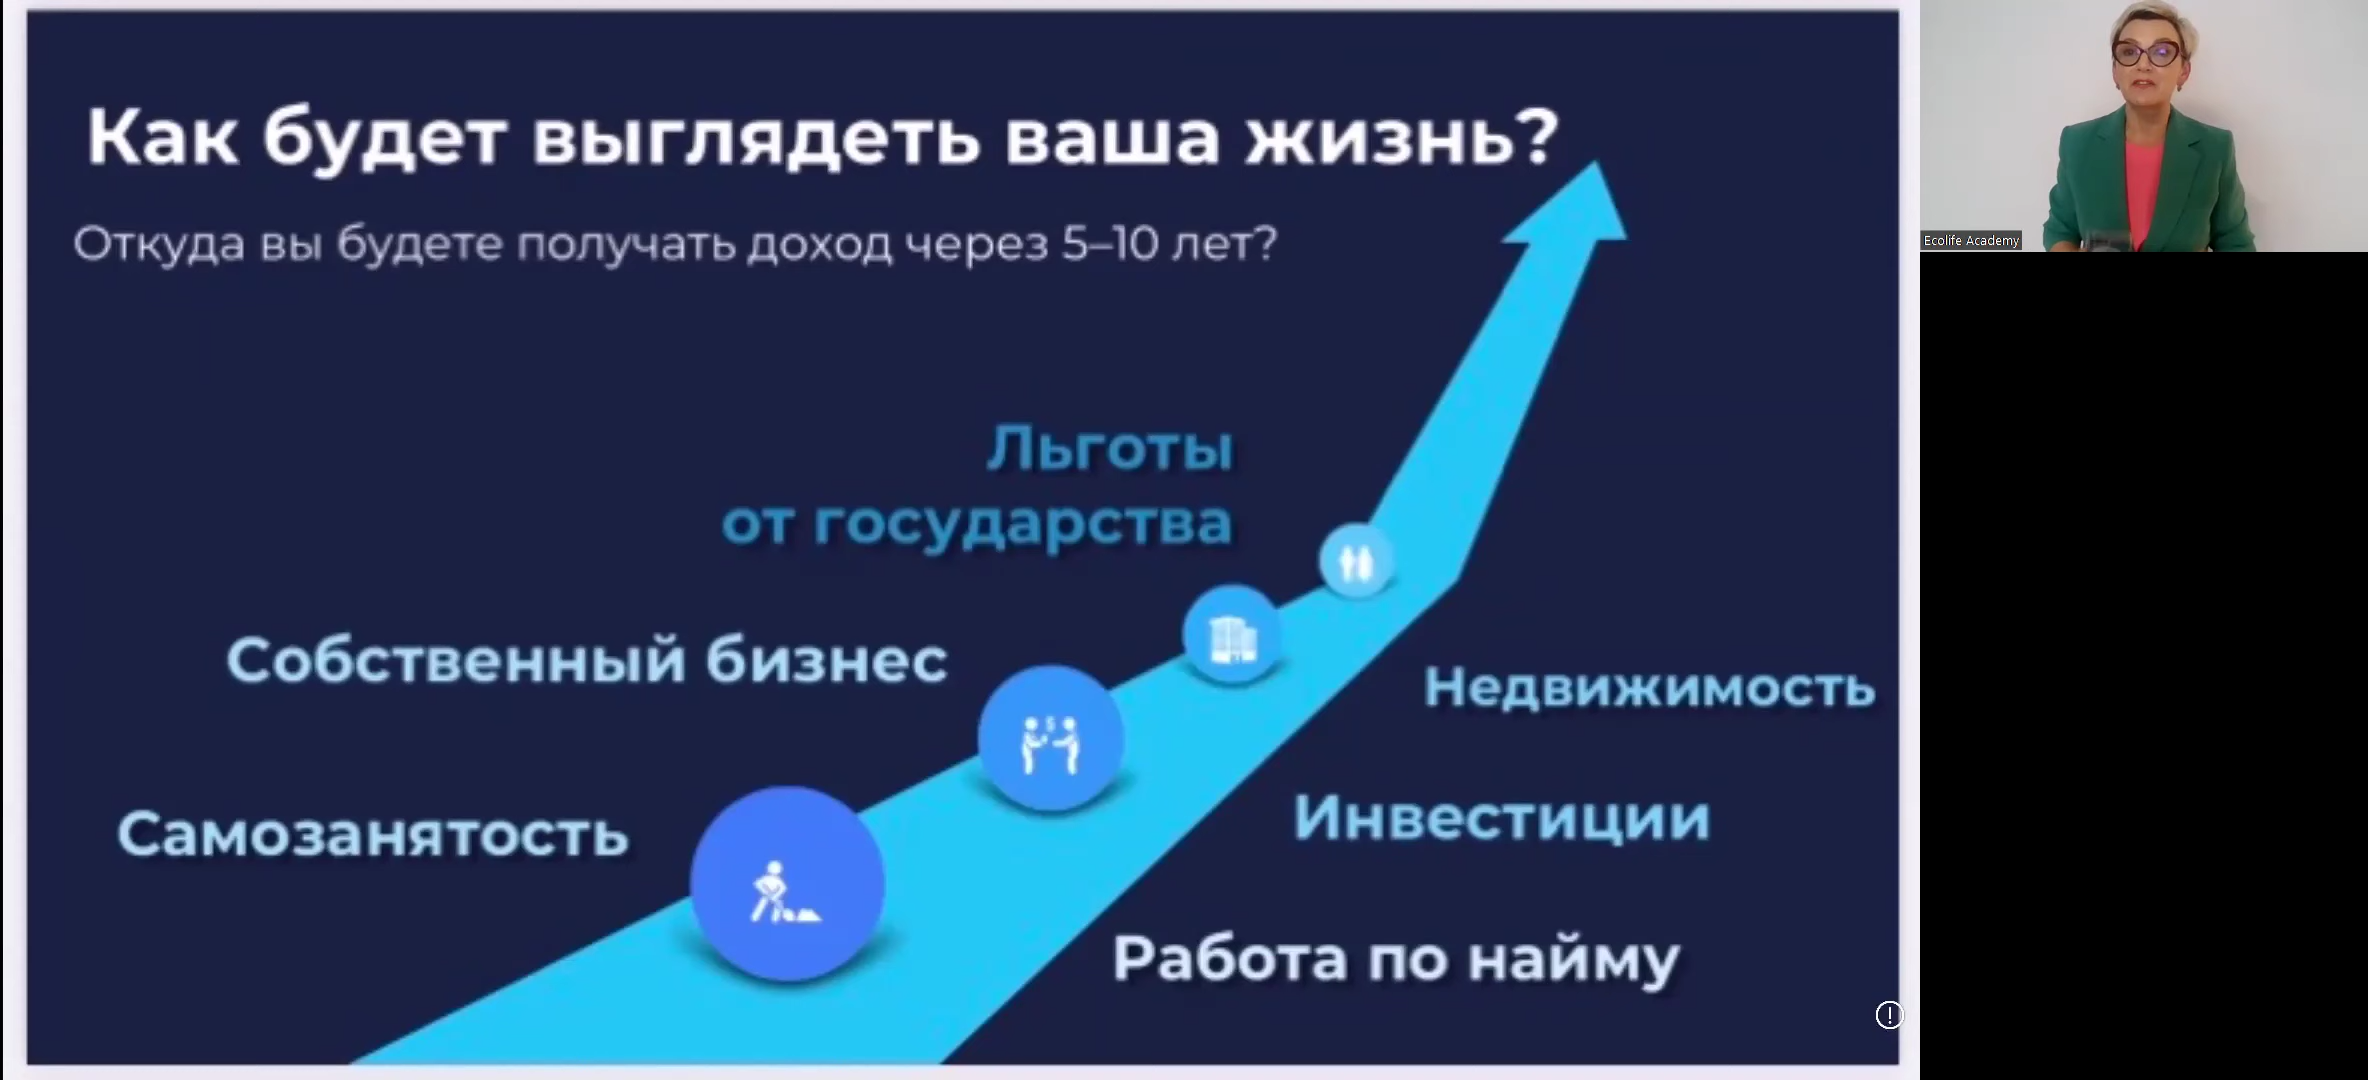 Как будет выглядеть ваша жизнь?
Откуда вы будете получать доход через 5–10 лет?
Льготы
от государства
Собственный бизнес
Недвижимость
Самозанятость
Инвестиции
Работа по найму
Ecolife Academy